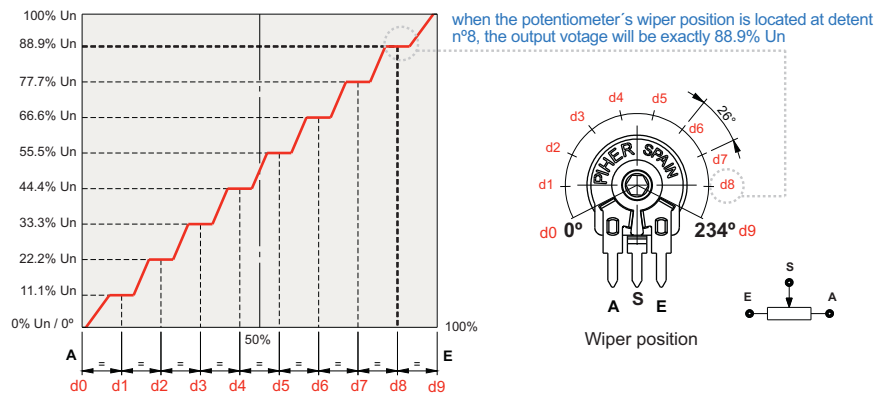 when the potentiometer´s wiper position is located at detent
nº8, the output votage will be exactly 88.9% Un
100% Un
88.9% Un
77.7% Un
66.6% Un
55.5% Un
44.4% Un
33.3% Un
22.2% Un
11.1% Un
0% Un / 0º
50%
100%
A
E
= = = = = = = = =
d0 d1 d2 d3 d4 d5 d6 d7 d8 d9
d0 0º
d1
d2
d3
d4
d5
d6
d7
d8
234º d9
26°
PIHER SPAIN
A S E
Wiper position
S
E
A